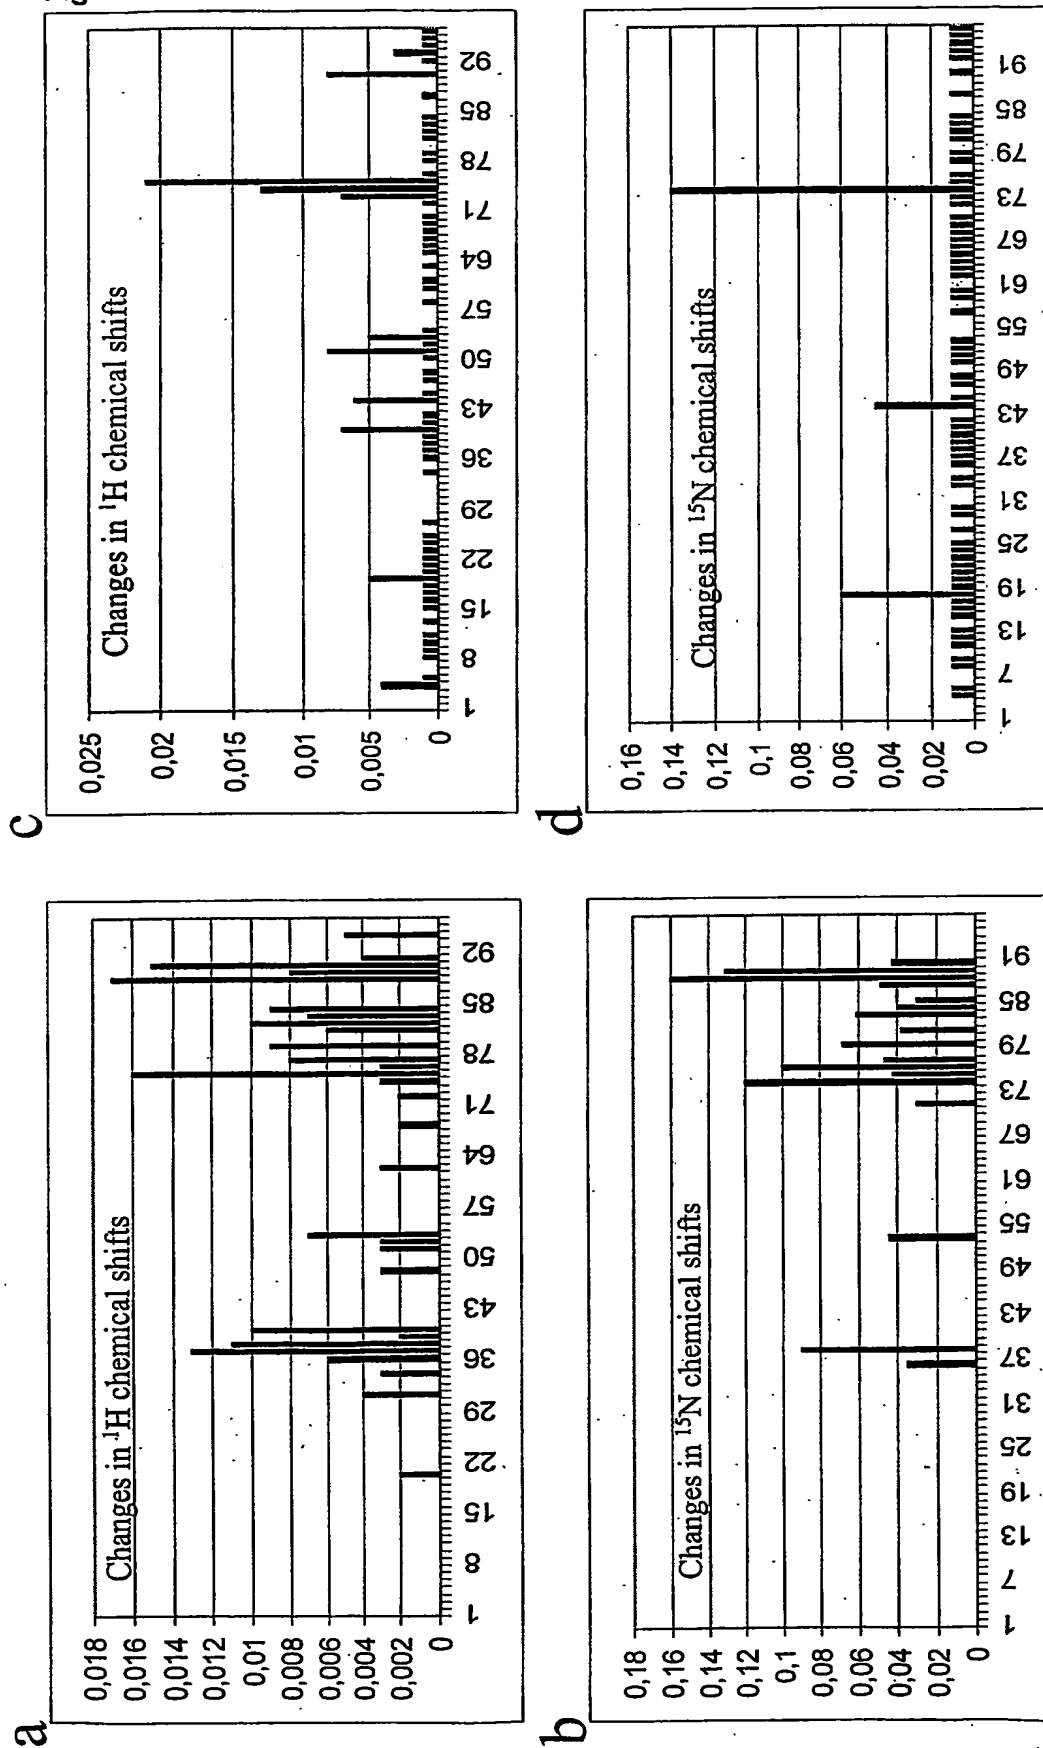 a
Changes in ¹H chemical shifts
0,018
0,016
0,014
0,012
0,01
0,008
0,006
0,004
0,002
0
1 8 15 22 29 36 43 50 57 64 71 78 85 92
b
Changes in ¹⁵N chemical shifts
0,18
0,16
0,14
0,12
0,1
0,08
0,06
0,04
0,02
0
1 7 13 19 25 31 37 43 49 55 61 67 73 79 85 91
c
Changes in ¹H chemical shifts
0,025
0,02
0,015
0,01
0,005
0
1 8 15 22 29 36 43 50 57 64 71 78 85 92
d
Changes in ¹⁵N chemical shifts
0,16
0,14
0,12
0,1
0,08
0,06
0,04
0,02
0
1 7 13 19 25 31 37 43 49 55 61 67 73 79 85 91